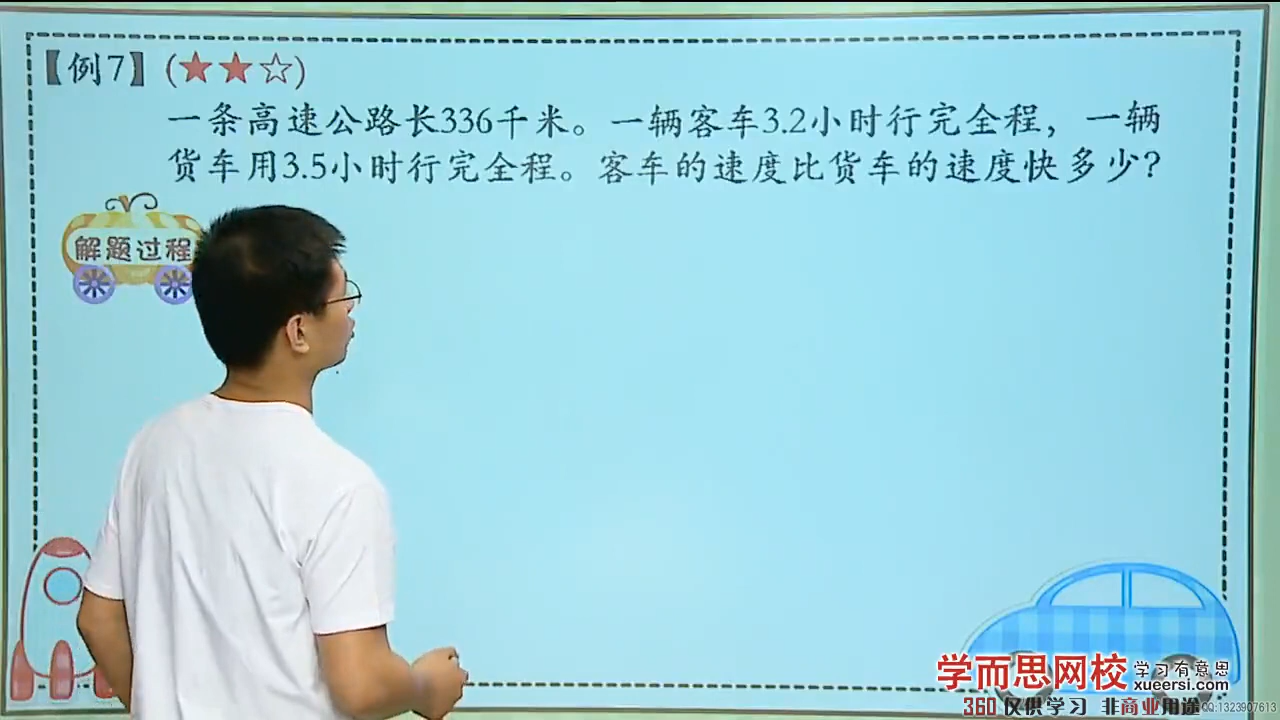 【例7】(★★☆)
一条高速公路长336千米。一辆客车3.2小时行完全程，一辆
货车用3.5小时行完全程。客车的速度比货车的速度快多少？
解题过程
学而思网校 学习有意思
xueersi.com
360 仅供学习 非商业用途 QQ:1323907613